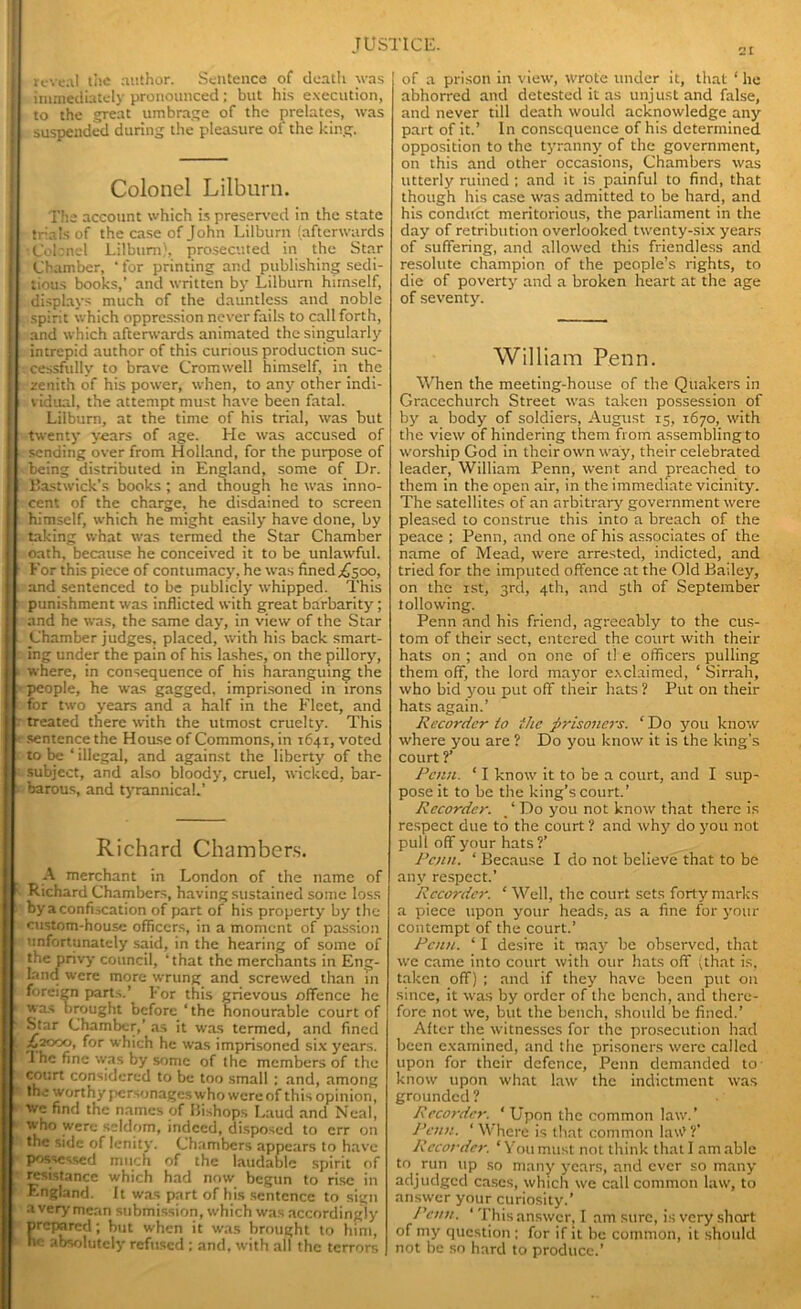 JUSTICE.
21
reveal the author. Sentence of death was
immediately pronounced; but his execution,
to the great umbrage of the prelates, was
suspended during the pleasure of the king.
Colonel Lilburn.
The account which is preserved in the state
trials of the case of John Lilburn (afterwards
Colonel Lilburn), prosecuted in the Star
Chamber, ‘for printing and publishing sedi-
tious books,’ and written by Lilburn himself,
displays much of the dauntless and noble
spirit which oppression never fails to call forth,
and which afterwards animated the singularly
intrepid author of this curious production suc-
cessfully to brave Cromwell himself, in the
zenith of his power, when, to any other indi-
vidual, the attempt must have been fatal.
Lilburn, at the time of his trial, was but
twenty years of age. He was accused of
sending over from Holland, for the purpose of
being distributed in England, some of Dr.
Bastwick’s books; and though he was inno-
cent of the charge, he disdained to screen
himself, which he might easily have done, by
taking what was termed the Star Chamber
oath, because he conceived it to be unlawful.
For this piece of contumacy, he was fined £500,
and sentenced to be publicly whipped. This
punishment was inflicted with great barbarity;
and he was, the same day, in view of the Star
Chamber judges, placed, with his back smart-
ing under the pain of his lashes, on the pillory,
where, in consequence of his haranguing the
people, he was gagged, imprisoned in irons
for two years and a half in the Fleet, and
treated there with the utmost cruelty. This
sentence the House of Commons, in 1641, voted
to be ‘illegal, and against the liberty of the
subject, and also bloody, cruel, wicked, bar-
barous, and tyrannical.’
Richard Chambers.
A merchant in London of the name of
Richard Chambers, having sustained some loss
by a confiscation of part of his property by the
custom-house officers, in a moment of passion
unfortunately said, in the hearing of some of
the privy council, ‘that the merchants in Eng-
land were more wrung and screwed than in
foreign parts.’ For this grievous offence he
was brought before ‘the honourable court of
Star Chamber,’ as it was termed, and fined
£2000, for which he was imprisoned six years.
The fine was by some of the members of the
court considered to be too small; and, among
the worthy personages who were of this opinion,
we find the names of Bishops Laud and Neal,
who were seldom, indeed, disposed to err on
the side of lenity. Chambers appears to have
possessed much of the laudable spirit of
resistance which had now begun to rise in
England. It was part of his sentence to sign
a very mean submission, which was accordingly
prepared; but when it was brought to him,
he absolutely refused; and, with all the terrors
of a prison in view, wrote under it, that ‘he
abhorred and detested it as unjust and false,
and never till death would acknowledge any
part of it.’ In consequence of his determined
opposition to the tyranny of the government,
on this and other occasions, Chambers was
utterly ruined; and it is painful to find, that
though his case was admitted to be hard, and
his conduct meritorious, the parliament in the
day of retribution overlooked twenty-six years
of suffering, and allowed this friendless and
resolute champion of the people’s rights, to
die of poverty and a broken heart at the age
of seventy.
William Penn.
When the meeting-house of the Quakers in
Gracechurch Street was taken possession of
by a body of soldiers, August 15, 1670, with
the view of hindering them from assembling to
worship God in their own way, their celebrated
leader, William Penn, went and preached to
them in the open air, in the immediate vicinity.
The satellites of an arbitrary government were
pleased to construe this into a breach of the
peace; Penn, and one of his associates of the
name of Mead, were arrested, indicted, and
tried for the imputed offence at the Old Bailey,
on the 1st, 3rd, 4th, and 5th of September
following.
Penn and his friend, agreeably to the cus-
tom of their sect, entered the court with their
hats on; and on one of the officers pulling
them off, the lord mayor exclaimed, ‘Sirrah,
who bid you put off their hats? Put on their
hats again.’
Recorder to the prisoners. ‘Do you know
where you are? Do you know it is the king’s
court?’
Penn. ‘I know it to be a court, and I sup-
pose it to be the king’s court.’
Recorder. ‘Do you not know that there is
respect due to the court? and why do you not
pull off your hats?’
Penn. ‘Because I do not believe that to be
any respect.’
Recorder. ‘Well, the court sets forty marks
a piece upon your heads, as a fine for your
contempt of the court.’
Penn. ‘I desire it may be observed, that
we came into court with our hats off (that is,
taken off); and if they have been put on
since, it was by order of the bench, and there-
fore not we, but the bench, should be fined.’
After the witnesses for the prosecution had
been examined, and the prisoners were called
upon for their defence, Penn demanded to
know upon what law the indictment was
grounded?
Recorder. ‘Upon the common law.’
Penn. ‘Where is that common law?’
Recorder. ‘You must not think that I am able
to run up so many years, and ever so many
adjudged cases, which we call common law, to
answer your curiosity.’
Penn. ‘This answer, I am sure, is very short
of my question; for if it be common, it should
not be so hard to produce.’